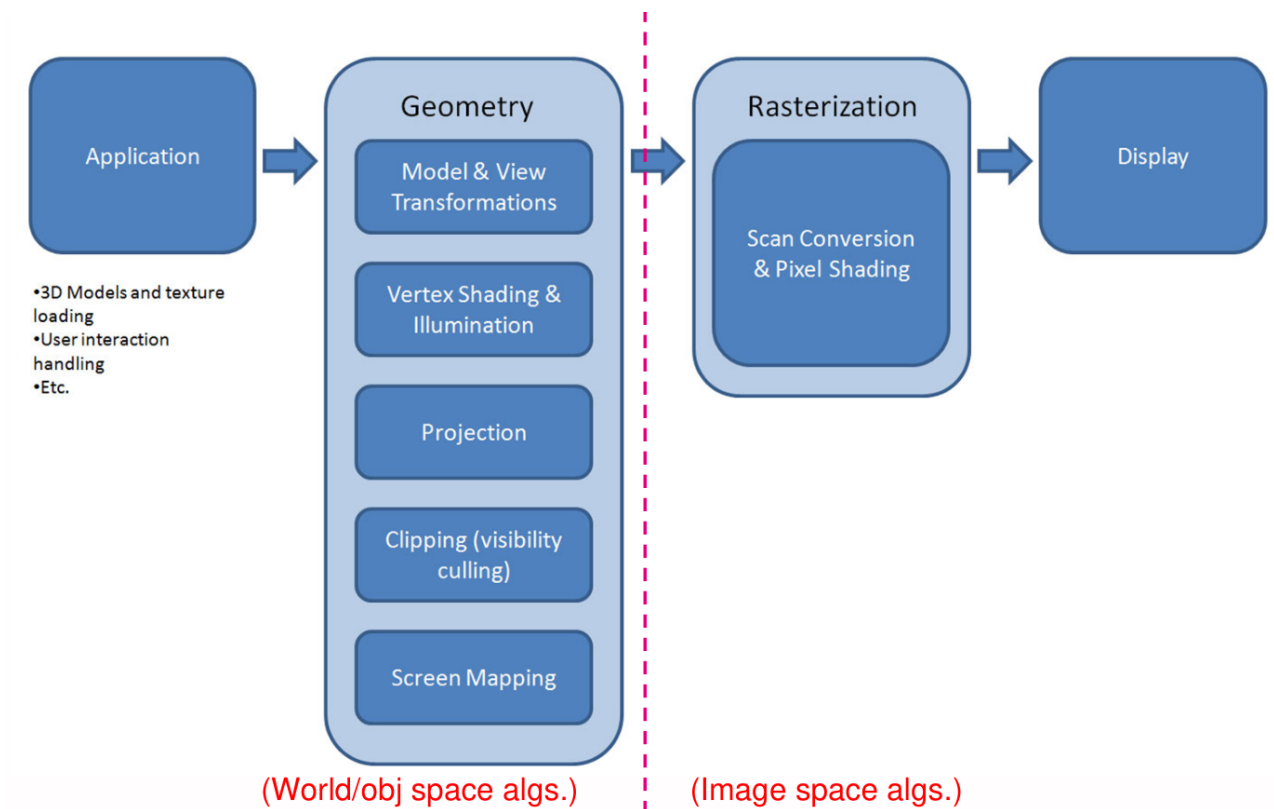 Application
•3D Models and texture
loading
•User interaction
handling
•Etc.
Geometry
Model & View
Transformations
Vertex Shading &
Illumination
Projection
Clipping (visibility
culling)
Screen Mapping
(World/obj space algs.)
Rasterization
Scan Conversion
& Pixel Shading
(Image space algs.)
Display